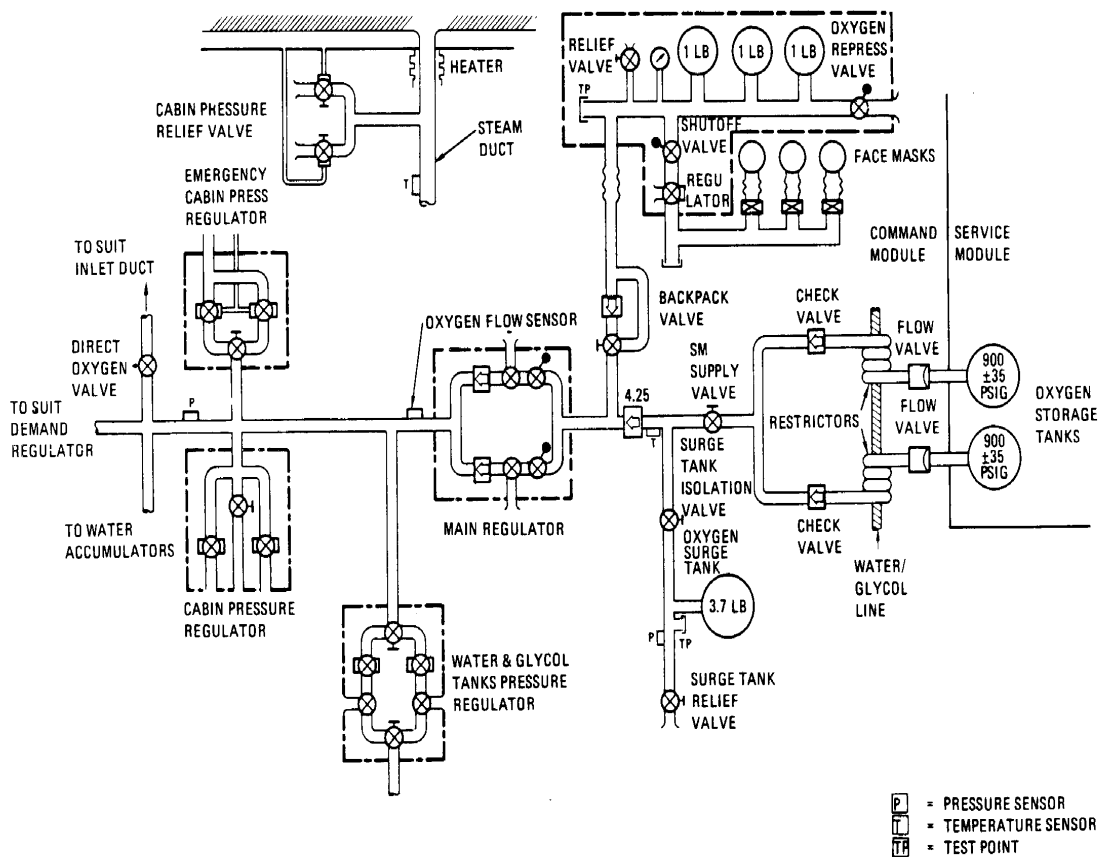 RELIEF
VALVE
1 LB
1 LB
1 LB
OXYGEN
REPRESS
VALVE
HEATER
TP
CABIN PRESSURE
RELIEF VALVE
STEAM
DUCT
SHUTOFF
VALVE
FACE MASKS
T
REGU
LATOR
EMERGENCY
CABIN PRESS
REGULATOR
COMMAND
MODULE
SERVICE
MODULE
TO SUIT
INLET DUCT
BACKPACK
VALVE
CHECK
VALVE
OXYGEN FLOW SENSOR
FLOW
VALVE
DIRECT
OXYGEN
VALVE
SM
SUPPLY
VALVE
900
±35
PSIG
P
4.25
TO SUIT
DEMAND
REGULATOR
RESTRICTORS
FLOW
VALVE
OXYGEN
STORAGE
TANKS
T
SURGE
TANK
ISOLATION
VALVE
900
±35
PSIG
MAIN REGULATOR
TO WATER
ACCUMULATORS
CHECK
VALVE
OXYGEN
SURGE
TANK
WATER/
GLYCOL
LINE
CABIN PRESSURE
REGULATOR
3.7 LB
P
TP
WATER & GLYCOL
TANKS PRESSURE
REGULATOR
SURGE TANK
RELIEF
VALVE
P = PRESSURE SENSOR
T = TEMPERATURE SENSOR
TP = TEST POINT